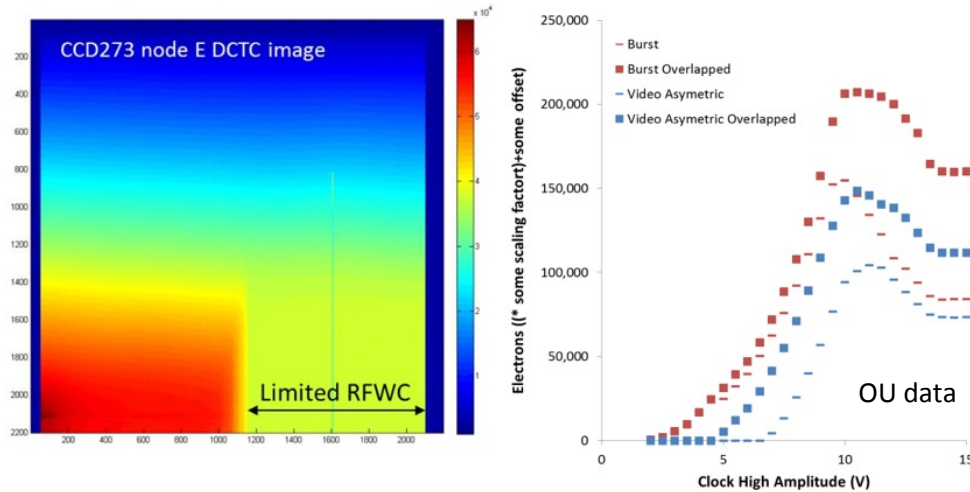 CCD273 node E DCTC image
200
400
600
800
1000
1200
1400
1600
1800
2000
2200
200 400 600 800 1000 1200 1400 1600 1800 2000
Limited RFWC
x 10⁴
6
5
4
3
2
1
Electrons ((* some scaling factort)+some offset)
250,000
200,000
150,000
100,000
50,000
0
Burst
Burst Overlapped
Video Asymetric
Video Asymetric Overlapped
OU data
0 5 10 15
Clock High Amplitude (V)